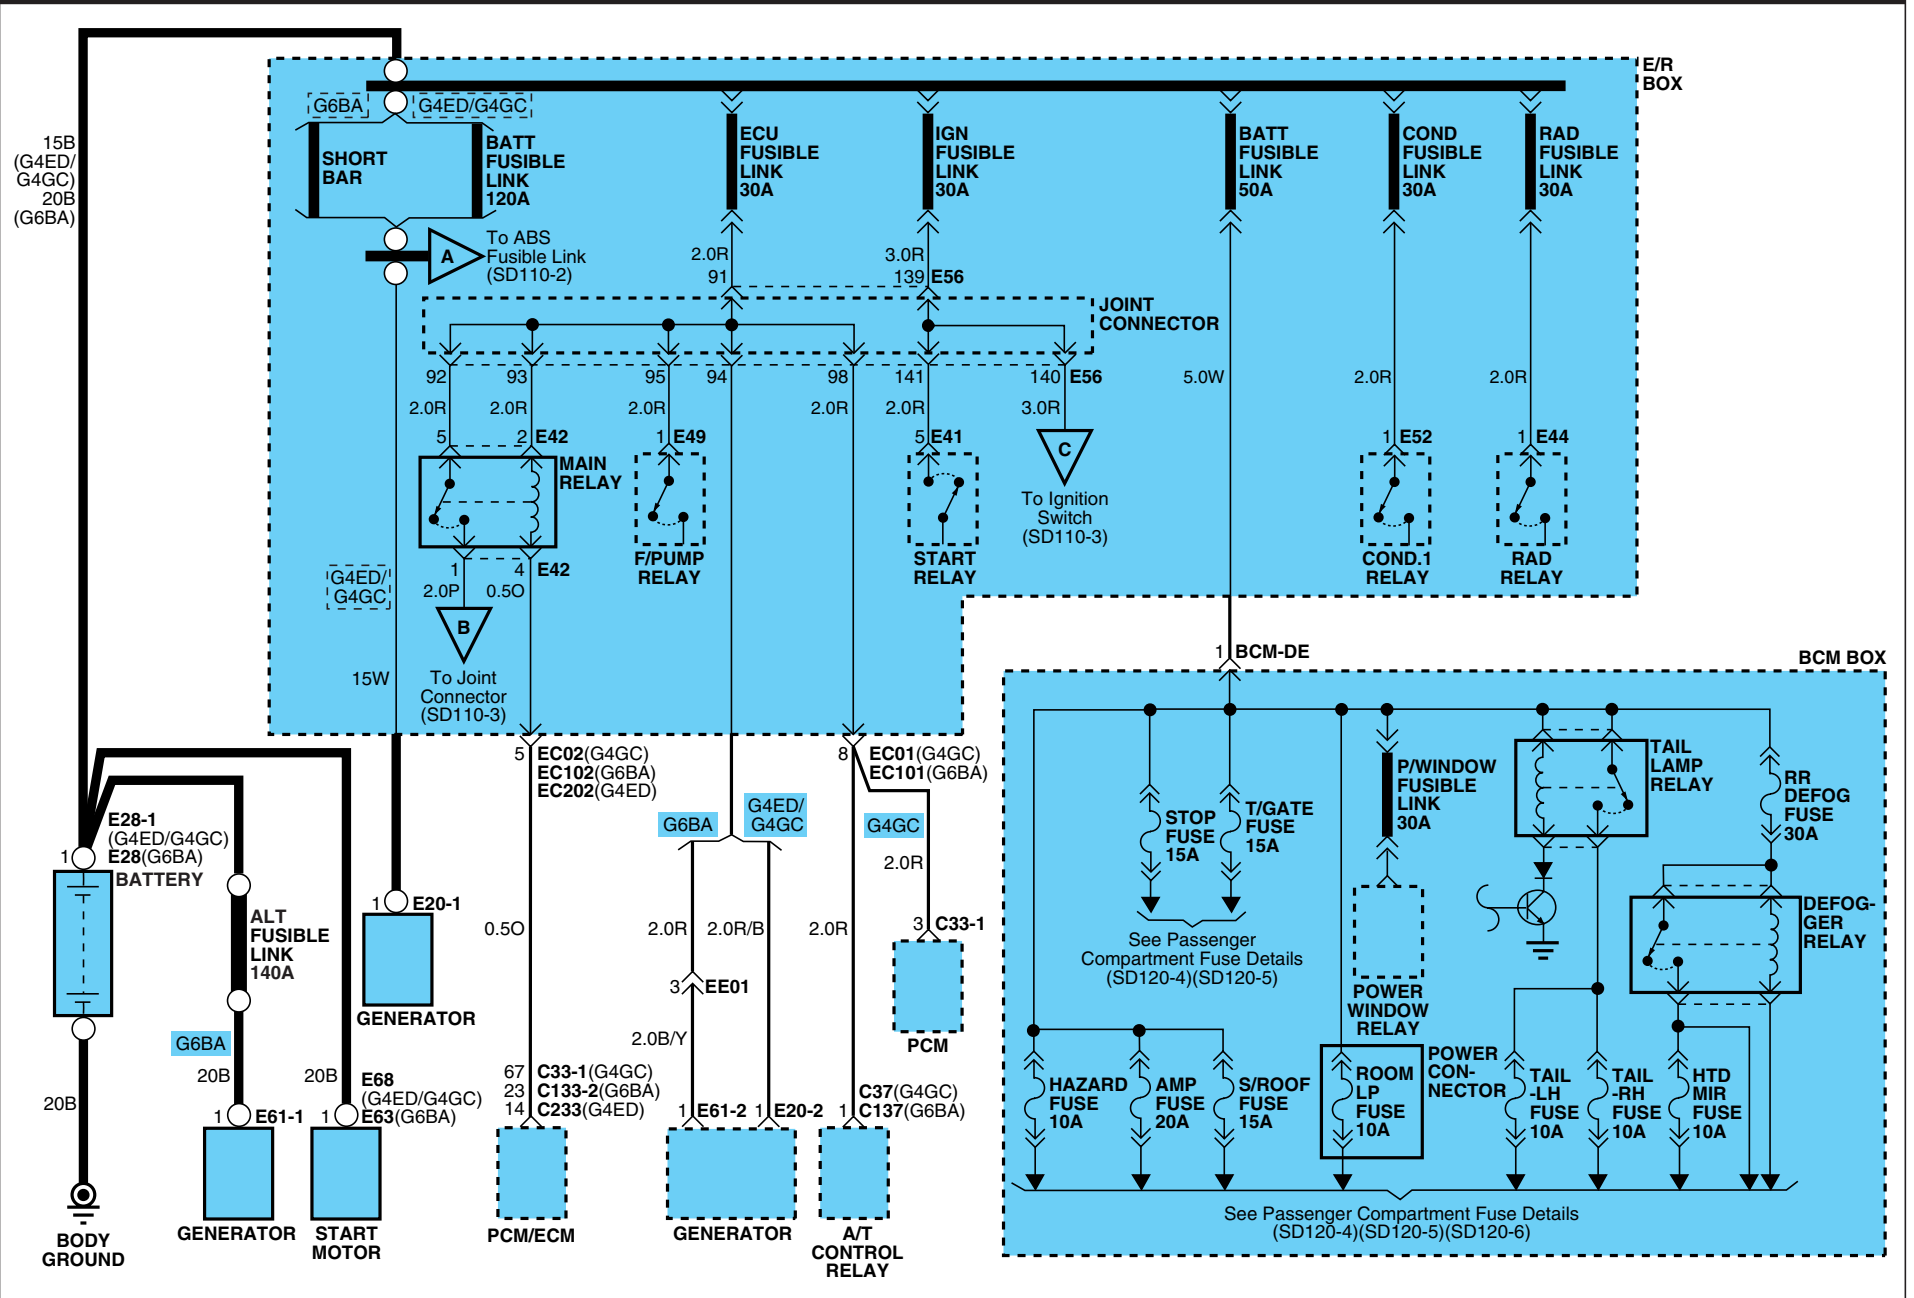 E/R
BOX
G6BA
G4ED/G4GC
15B
(G4ED/
G4GC)
20B
(G6BA)
SHORT
BAR
BATT
FUSIBLE
LINK
120A
ECU
FUSIBLE
LINK
30A
IGN
FUSIBLE
LINK
30A
BATT
FUSIBLE
LINK
50A
COND
FUSIBLE
LINK
30A
RAD
FUSIBLE
LINK
30A
A
To ABS
Fusible Link
(SD110-2)
2.0R
91
3.0R
139 E56
JOINT
CONNECTOR
92
93
95
94
98
141
140 E56
5.0W
2.0R
2.0R
2.0R
2.0R
2.0R
2.0R
2.0R
3.0R
5
2 E42
1 E49
5 E41
1 E52
1 E44
MAIN
RELAY
C
To Ignition
Switch
(SD110-3)
F/PUMP
RELAY
START
RELAY
COND.1
RELAY
RAD
RELAY
G4ED/
G4GC
1
4 E42
2.0P
0.5O
B
To Joint
Connector
(SD110-3)
15W
1 BCM-DE
BCM BOX
5 EC02(G4GC)
EC102(G6BA)
EC202(G4ED)
8 EC01(G4GC)
EC101(G6BA)
G6BA
G4ED/
G4GC
G4GC
2.0R
E28-1
(G4ED/G4GC)
1 E28(G6BA)
BATTERY
ALT
FUSIBLE
LINK
140A
1 E20-1
GENERATOR
0.5O
2.0R
2.0R/B
2.0R
3 C33-1
PCM
3 EE01
2.0B/Y
G6BA
20B
20B
20B
E68
(G4ED/G4GC)
1 E63(G6BA)
1 E61-1
67 C33-1(G4GC)
23 C133-2(G6BA)
14 C233(G4ED)
1 E61-2
1 E20-2
C37(G4GC)
1 C137(G6BA)
BODY
GROUND
GENERATOR
START
MOTOR
PCM/ECM
GENERATOR
A/T
CONTROL
RELAY
STOP
FUSE
15A
T/GATE
FUSE
15A
P/WINDOW
FUSIBLE
LINK
30A
TAIL
LAMP
RELAY
RR
DEFOG
FUSE
30A
See Passenger
Compartment Fuse Details
(SD120-4)(SD120-5)
POWER
WINDOW
RELAY
DEFOG-
GER
RELAY
HAZARD
FUSE
10A
AMP
FUSE
20A
S/ROOF
FUSE
15A
ROOM
LP
FUSE
10A
POWER
CON-
NECTOR
TAIL
-LH
FUSE
10A
TAIL
-RH
FUSE
10A
HTD
MIR
FUSE
10A
See Passenger Compartment Fuse Details
(SD120-4)(SD120-5)(SD120-6)